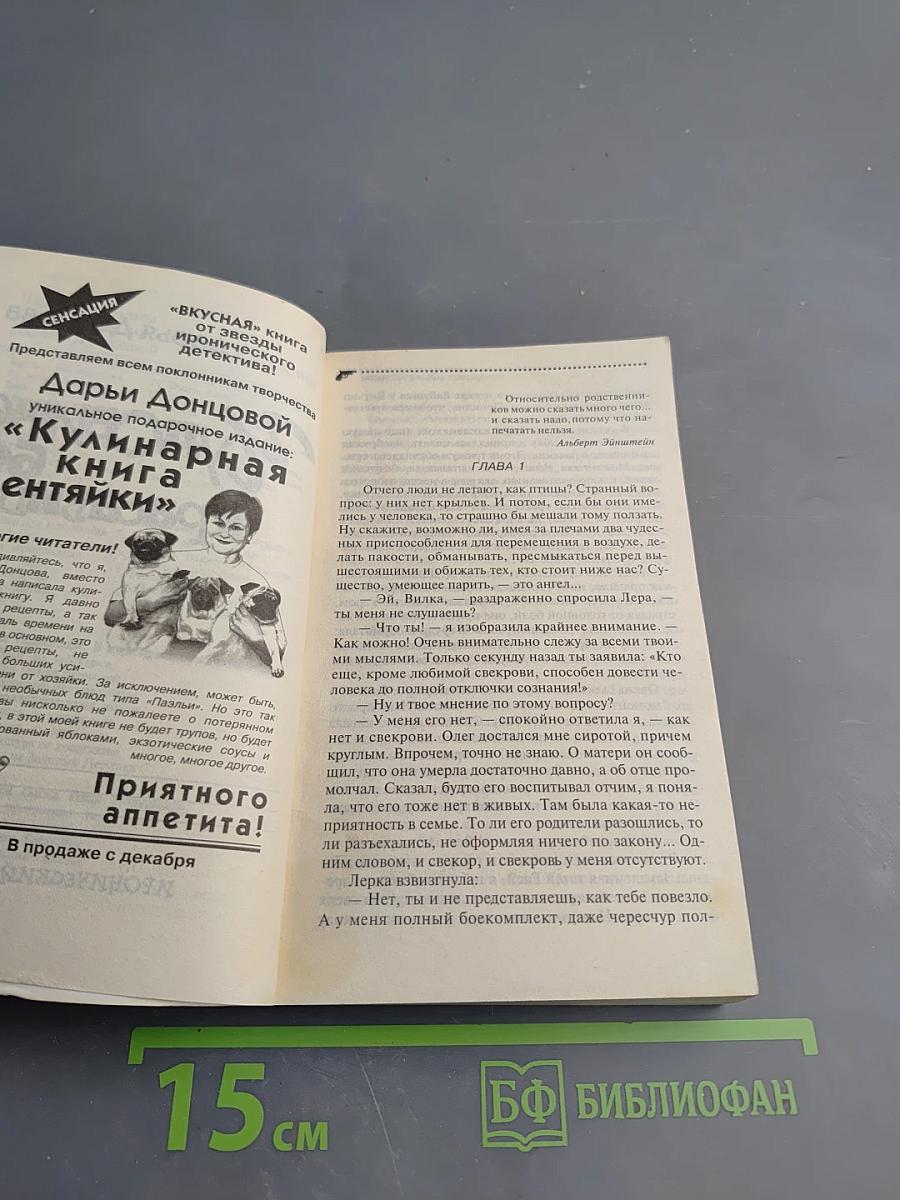 СЕНСАЦИЯ
«ВКУСНАЯ» книга
от звезды
иронического
детектива!
Представляем всем поклонникам творчества
Дарьи Донцовой
уникальное подарочное издание:
«Кулинарная
книга
ентяйки»
гие читатели!
дивляйтесь, что я,
Донцова, вместо
а написала кули-
книгу. Я давно
рецепты, а так
аль времени на
в основном, это
рецепты, не
больших уси-
ни от хозяйки. За исключением, может быть,
необычных блюд типа «Паэльи». Но это так
вы нисколько не пожалеете о потерянном
, в этой моей книге не будет трупов, но будет
ованный яблоками, экзотические соусы и
многое, многое другое.
Приятного
аппетита!
В продаже с декабря
Относительно родственни-
ков можно сказать много чего...
и сказать надо, потому что на-
печатать нельзя.
Альберт Эйнштейн
ГЛАВА 1
Отчего люди не летают, как птицы? Странный во-
прос: у них нет крыльев. И потом, если бы они име-
лись у человека, то страшно бы мешали тому ползать.
Ну скажите, возможно ли, имея за плечами два чудес-
ных приспособления для перемещения в воздухе, де-
лать пакости, обманывать, пресмыкаться перед вы-
шестоящими и обижать тех, кто стоит ниже нас? Су-
щество, умеющее парить, — это ангел...
— Эй, Вилка, — раздраженно спросила Лера, —
ты меня не слушаешь?
— Что ты! — я изобразила крайнее внимание. —
Как можно! Очень внимательно слежу за всеми твои-
ми мыслями. Только секунду назад ты заявила: «Кто
еще, кроме любимой свекрови, способен довести че-
ловека до полной отключки сознания!»
— Ну и твое мнение по этому вопросу?
— У меня его нет, — спокойно ответила я, — как
нет и свекрови. Олег достался мне сиротой, причем
круглым. Впрочем, точно не знаю. О матери он сооб-
щил, что она умерла достаточно давно, а об отце про-
молчал. Сказал, будто его воспитывал отчим, я поня-
ла, что его тоже нет в живых. Там была какая-то не-
приятность в семье. То ли его родители разошлись, то
ли разъехались, не оформляя ничего по закону... Од-
ним словом, и свекор, и свекровь у меня отсутствуют.
Лерка взвизгнула:
— Нет, ты и не представляешь, как тебе повезло.
А у меня полный боекомплект, даже чересчур пол-
15 см
БФ БИБЛИОФАН